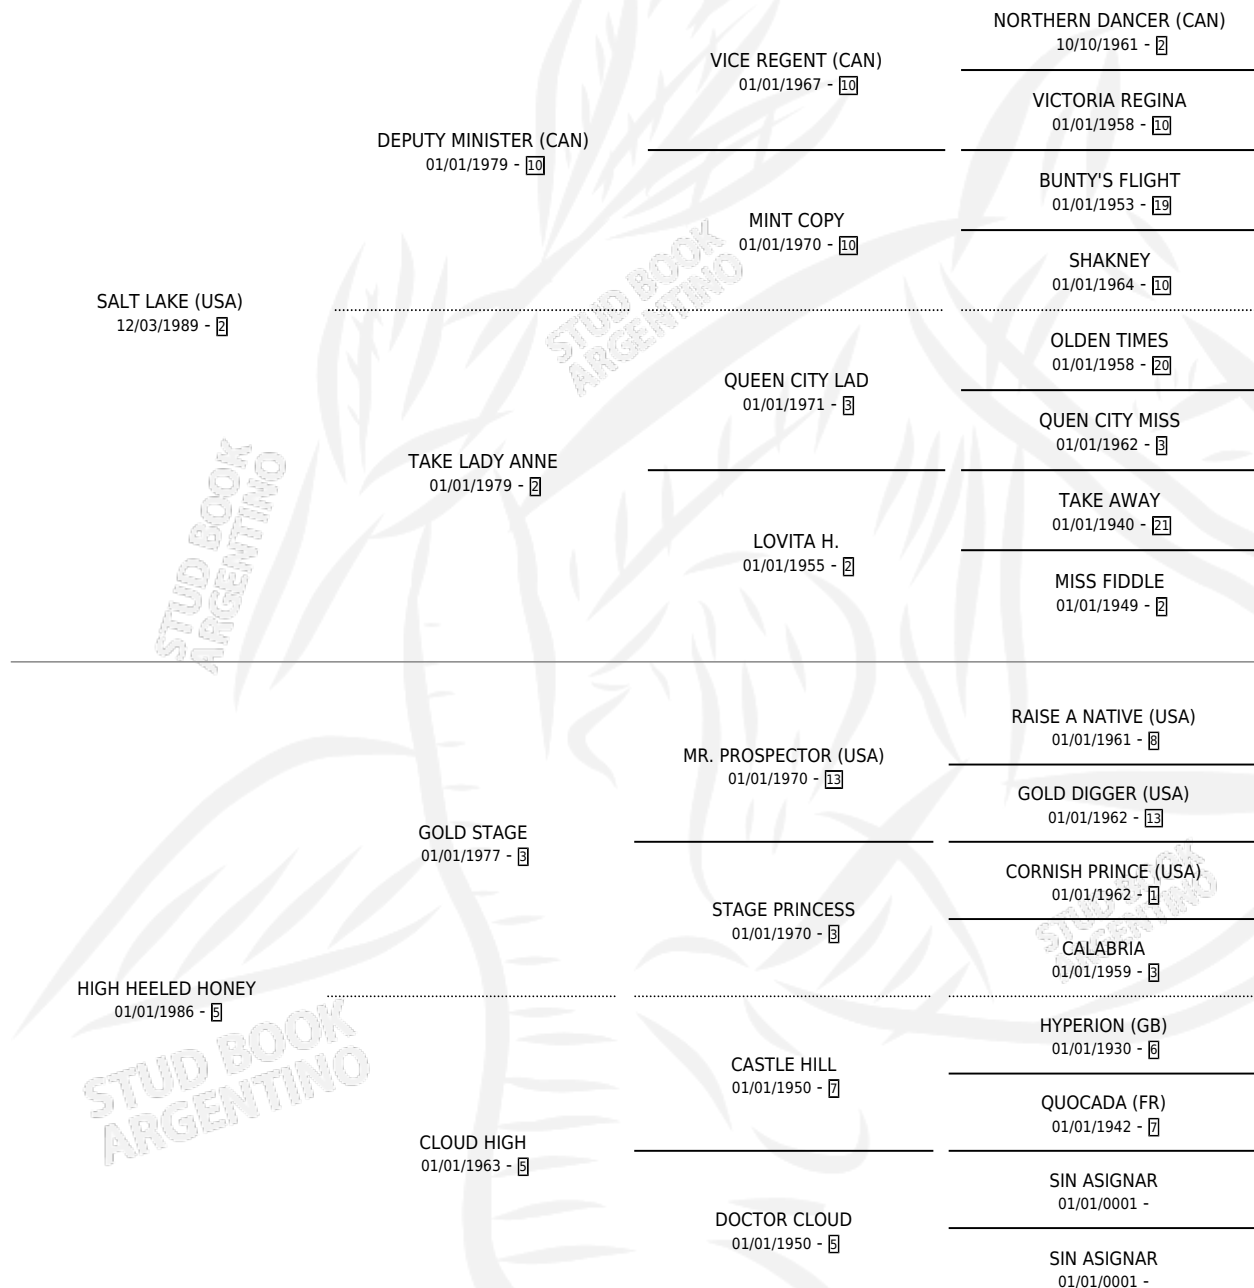 NORTHERN DANCER (CAN)
10/10/1961 - 2
VICE REGENT (CAN)
01/01/1967 - 10
VICTORIA REGINA
01/01/1958 - 10
DEPUTY MINISTER (CAN)
01/01/1979 - 10
BUNTY'S FLIGHT
01/01/1953 - 19
MINT COPY
01/01/1970 - 10
SHAKNEY
01/01/1964 - 10
SALT LAKE (USA)
12/03/1989 - 2
OLDEN TIMES
01/01/1958 - 20
QUEEN CITY LAD
01/01/1971 - 3
QUEN CITY MISS
01/01/1962 - 3
TAKE LADY ANNE
01/01/1979 - 2
TAKE AWAY
01/01/1940 - 21
LOVITA H.
01/01/1955 - 2
MISS FIDDLE
01/01/1949 - 2
RAISE A NATIVE (USA)
01/01/1961 - 8
MR. PROSPECTOR (USA)
01/01/1970 - 13
GOLD DIGGER (USA)
01/01/1962 - 13
GOLD STAGE
01/01/1977 - 3
CORNISH PRINCE (USA)
01/01/1962 - 1
STAGE PRINCESS
01/01/1970 - 3
CALABRIA
01/01/1959 - 3
HIGH HEELED HONEY
01/01/1986 - 5
HYPERION (GB)
01/01/1930 - 6
CASTLE HILL
01/01/1950 - 7
QUOCADA (FR)
01/01/1942 - 7
CLOUD HIGH
01/01/1963 - 5
SIN ASIGNAR
01/01/0001 -
DOCTOR CLOUD
01/01/1950 - 5
SIN ASIGNAR
01/01/0001 -
STUD BOOK
ARGENTINO
STUD BOOK
ARGENTINO
STUD BOOK
ARGENTINO
STUD BOOK
ARGENTINO